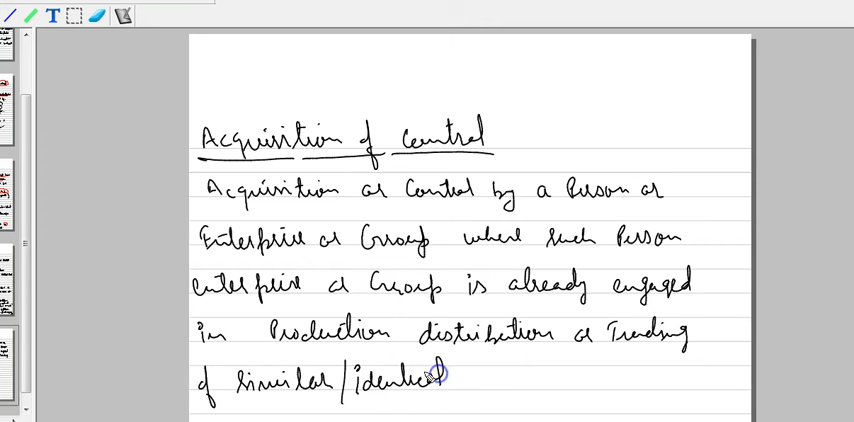 Acquisition of Control
Acquisition or Control by a Person or
Enterprise or Group where such Person
enterprise or Group is already engaged
in Production distribution or Trading
of Similar/identical